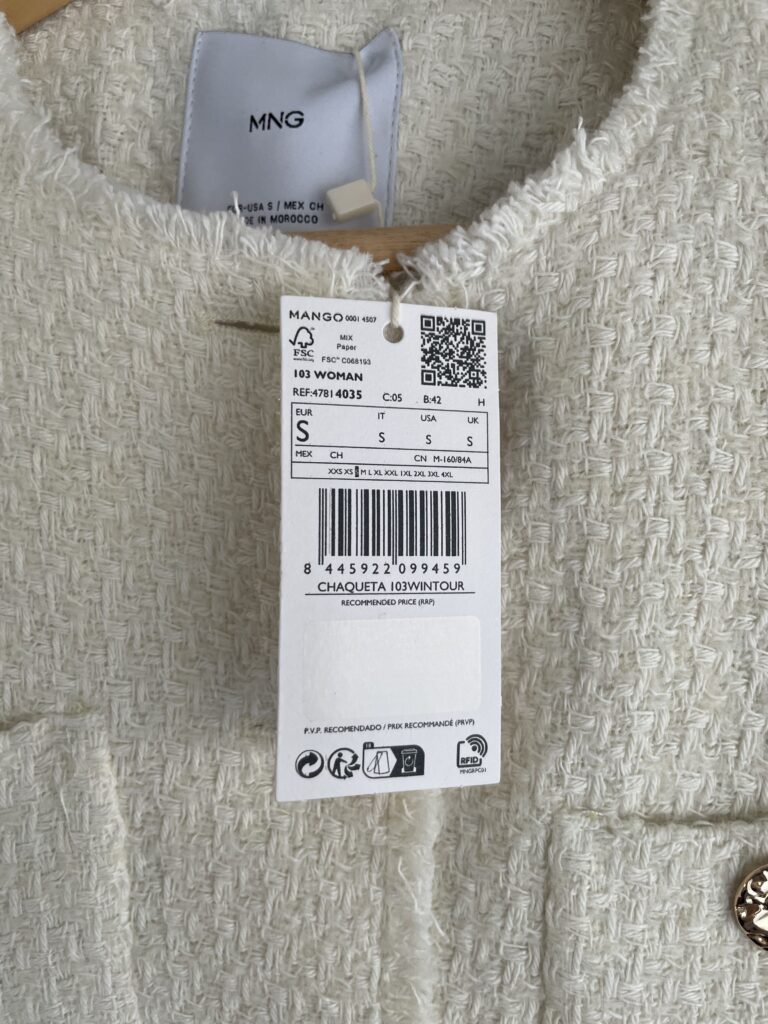 MNG
-USA S / MEX CH
DE IN MOROCCO
MANGO 0001 4507
FSC
MIX
Paper
FSC™ C068193
103 WOMAN
REF:47814035 C:05 B:42 H
EUR IT USA UK
S S S S
MEX CH CN M-160/84A
XXS XS S M L XL XXL 1XL 2XL 3XL 4XL
8 445922 099459
CHAQUETA 103WINTOUR
RECOMMENDED PRICE (RRP)
P.V.P. RECOMENDADO / PRIX RECOMMANDÉ (PRVP)
RFID
MNGRPC01